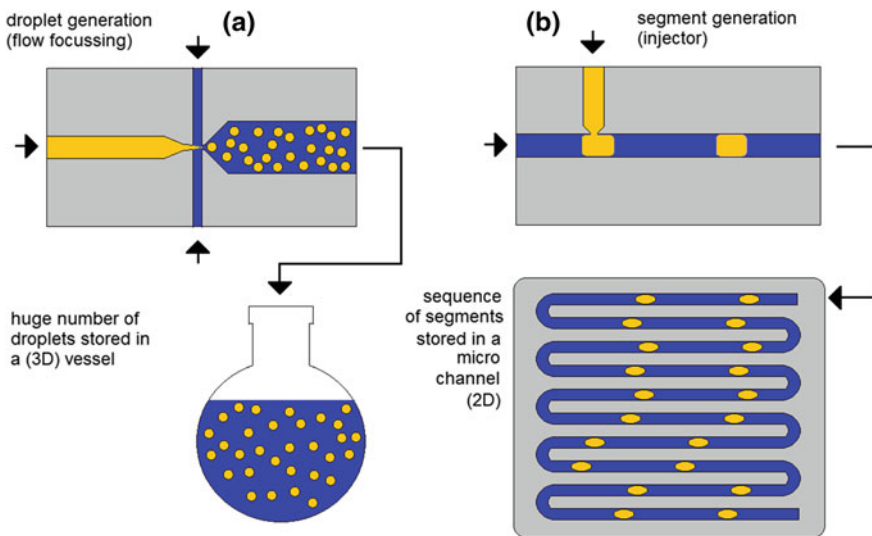 droplet generation
(flow focussing)
(a)
huge number of
droplets stored in
a (3D) vessel
(b)
segment generation
(injector)
sequence
of segments
stored in a
micro
channel
(2D)